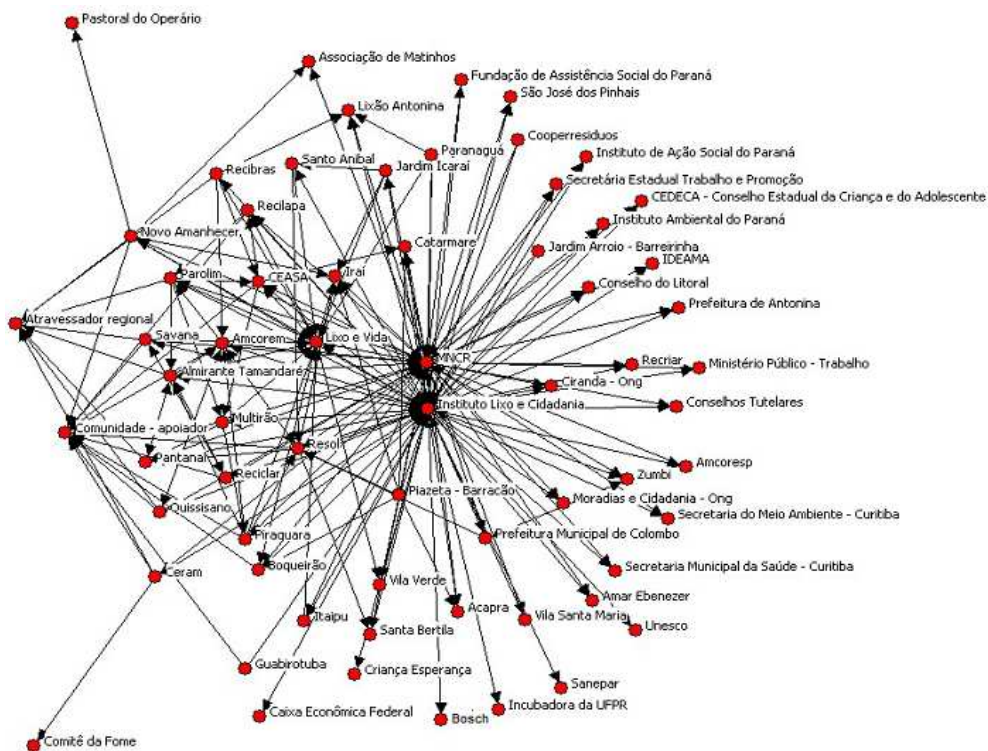 Pastoral do Operário
Associação de Matinhos
Fundação de Assistência Social do Paraná
São José dos Pinhais
Lixão Antonina
Cooperresiduos
Paranaguá
Instituto de Ação Social do Paraná
Santo Anibal
Jardim Icaraí
Recibras
Secretária Estadual Trabalho e Promoção
CEDECA - Conselho Estadual da Criança e do Adolescente
Recilapa
Instituto Ambiental do Paraná
Novo Amanhecer
Catarmare
Jardim Arroio - Barreirinha
IDEAMA
Parolim
CEASA
Iraí
Conselho do Litoral
Prefeitura de Antonina
Atravessador regional
Savana
Amcorem
Lixo e Vida
MNCR
Recriar
Ministério Público - Trabalho
Almirante Tamandaré
Ciranda - Ong
Instituto Lixo e Cidadania
Conselhos Tutelares
Multirão
Comunidade - apoiador
Resol
Pantanal
Reciclar
Amcoresp
Zumbi
Piazeta - Barracão
Moradias e Cidadania - Ong
Quissisano
Secretaria do Meio Ambiente - Curitiba
Piraquara
Prefeitura Municipal de Colombo
Boqueirão
Secretaria Municipal da Saúde - Curitiba
Ceram
Vila Verde
Amar Ebenezer
Acapra
Itaipu
Vila Santa Maria
Unesco
Santa Bertila
Guabirotuba
Criança Esperança
Sanepar
Incubadora da UFPR
Caixa Econômica Federal
Bosch
Comitê da Fome